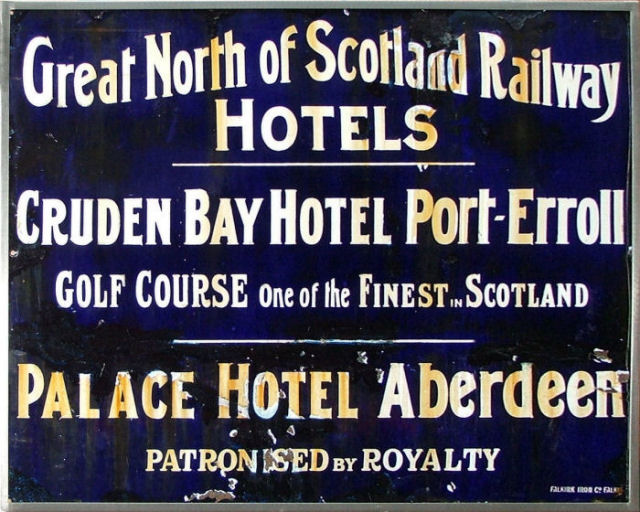 Great North of Scotland Railway
HOTELS
CRUDEN BAY HOTEL Port-Erroll
GOLF COURSE One of the FINEST IN SCOTLAND
PALACE HOTEL Aberdeen
PATRONISED BY ROYALTY
FALKIRK IRON Co